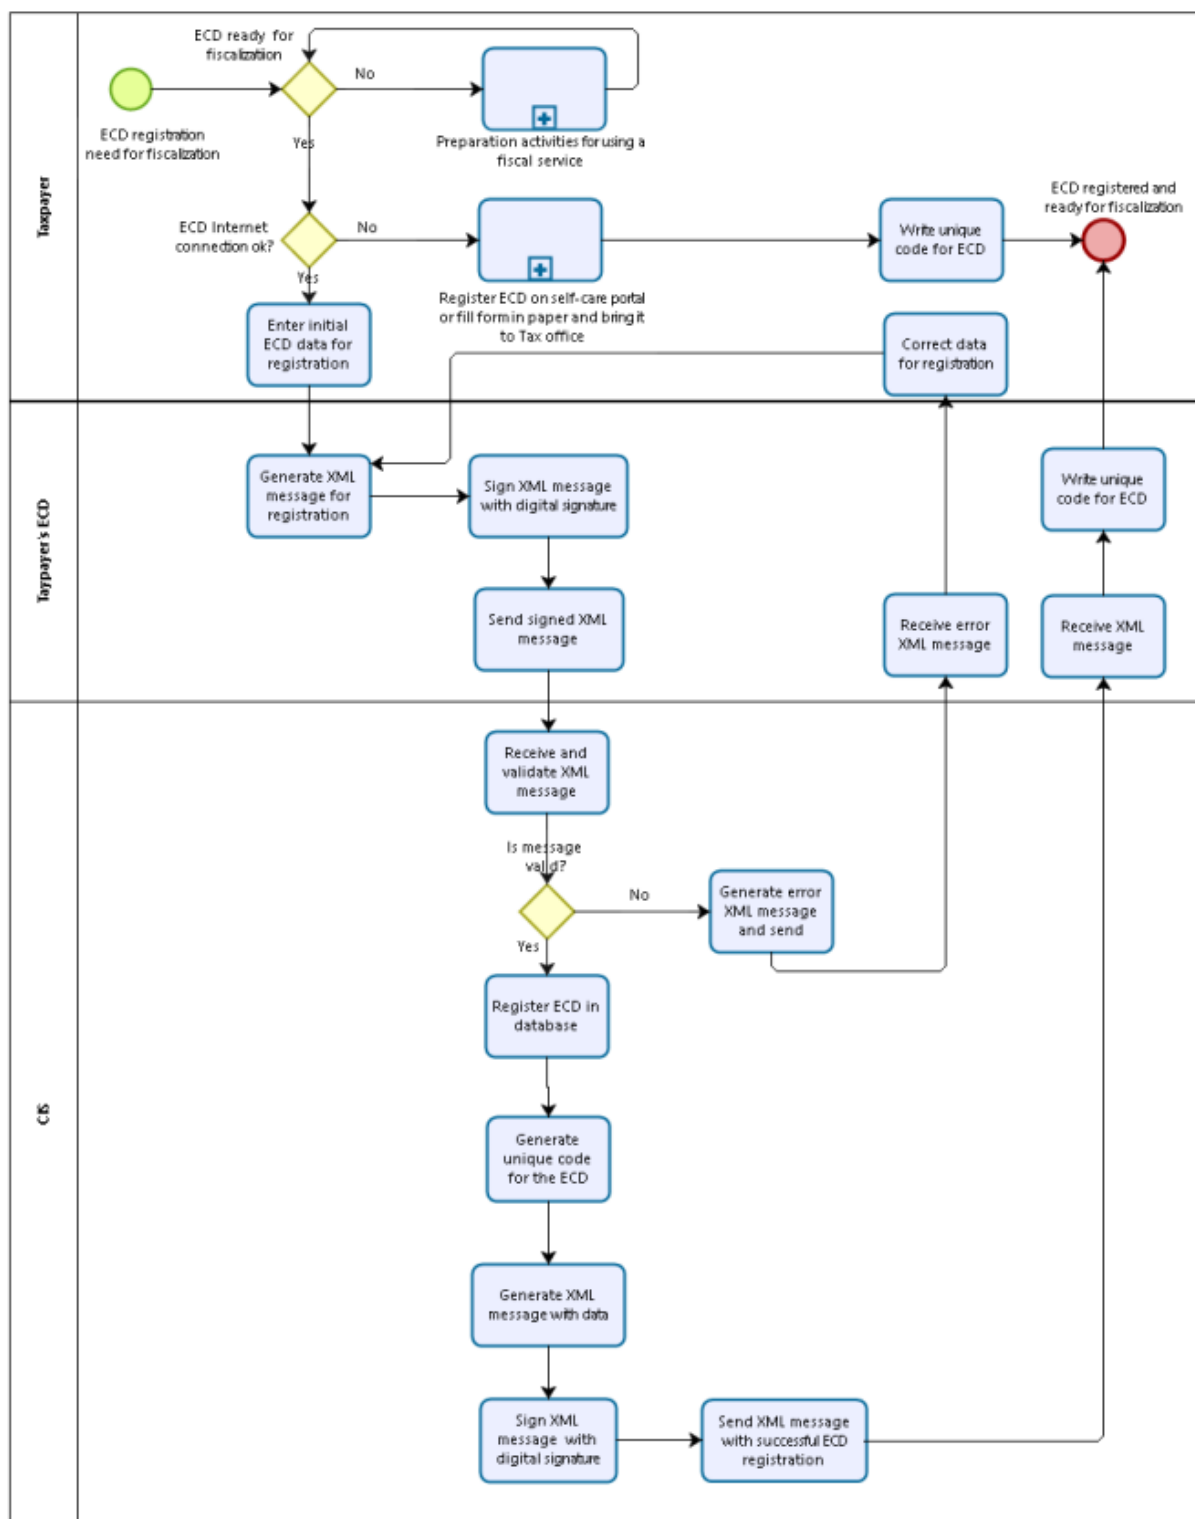 Taxpayer
ECD ready for
fiscalizatiion
No
Yes
ECD registration
need for fiscalization
Preparation activities for using a
fiscal service
ECD Internet
connection ok?
No
Yes
Register ECD on self-care portal
or fill form in paper and bring it
to Tax office
Write unique
code for ECD
ECD registered and
ready for fiscalization
Enter initial
ECD data for
registration
Correct data
for registration
Taypayer's ECD
Generate XML
message for
registration
Sign XML message
with digital signature
Send signed XML
message
Write unique
code for ECD
Receive error
XML message
Receive XML
message
CIS
Receive and
validate XML
message
Is message
valid?
No
Yes
Generate error
XML message
and send
Register ECD in
database
Generate
unique code
for the ECD
Generate XML
message with data
Sign XML
message with
digital signature
Send XML message
with successful ECD
registration